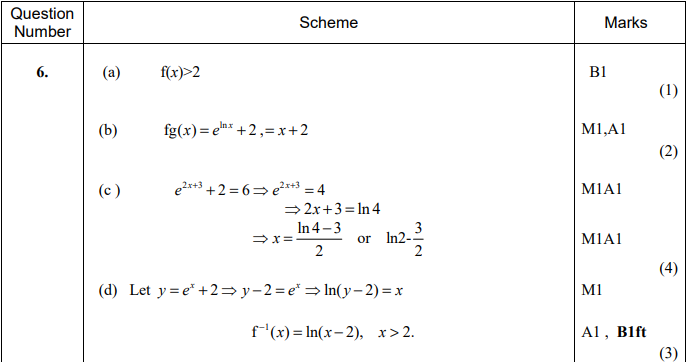 Question Number Scheme Marks
6. (a) f(x)>2 B1
(1)
(b) fg(x) = e^{ln x} + 2 ,= x + 2 M1,A1
(2)
(c ) e^{2x+3} + 2 = 6 ⇒ e^{2x+3} = 4 M1A1
⇒ 2x + 3 = ln 4
⇒ x = \frac{ln 4 − 3}{2} or ln2-\frac{3}{2} M1A1
(4)
(d) Let y = e^x + 2 ⇒ y − 2 = e^x ⇒ ln(y − 2) = x M1
f^{−1}(x) = ln(x − 2), x > 2. A1 , B1ft
(3)